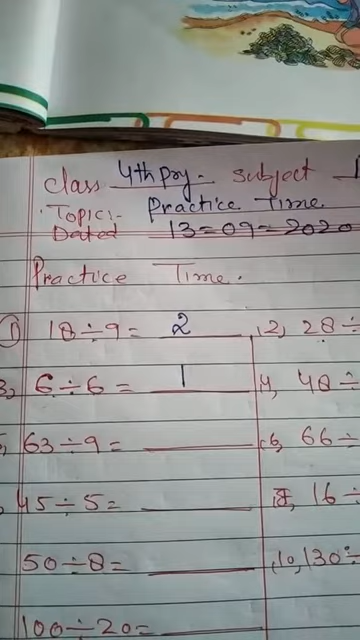 Class 4th pry. Subject
Topic:- Practice Time.
Dated 13=09=2020
Practice Time.
① 18÷9= 2 ,2, 28÷
3, 6÷6 = 1 4, 48÷
63÷9= 6, 66÷
45÷5= 8, 16÷
50÷8= ,10, 130÷
100÷20=